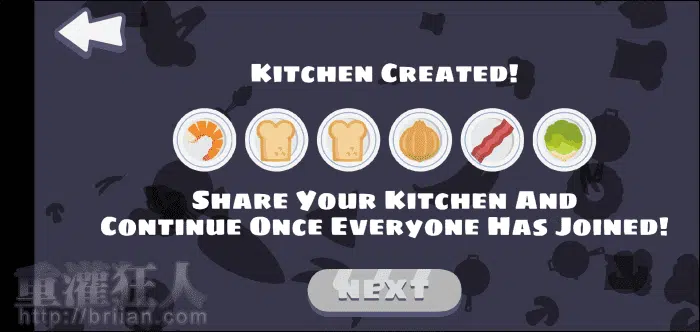 KITCHEN CREATED!
SHARE YOUR KITCHEN AND
CONTINUE ONCE EVERYONE HAS JOINED!
NEXT
重灌狂人
http://briian.com